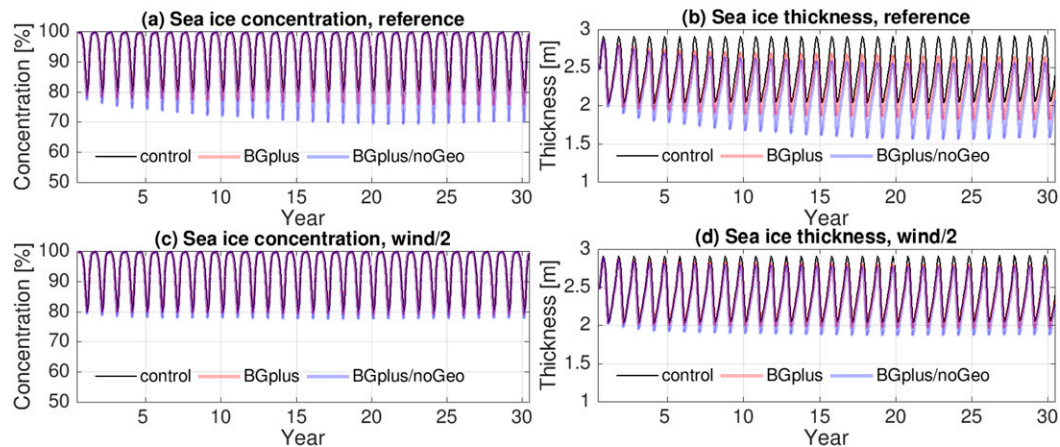 (a) Sea ice concentration, reference
Concentration [%]
100
90
80
70
60
50
control BGplus BGplus/noGeo
5 10 15 20 25 30
Year
(b) Sea ice thickness, reference
Thickness [m]
3
2.5
2
1.5
1
control BGplus BGplus/noGeo
5 10 15 20 25 30
Year
(c) Sea ice concentration, wind/2
Concentration [%]
100
90
80
70
60
50
control BGplus BGplus/noGeo
5 10 15 20 25 30
Year
(d) Sea ice thickness, wind/2
Thickness [m]
3
2.5
2
1.5
1
control BGplus BGplus/noGeo
5 10 15 20 25 30
Year